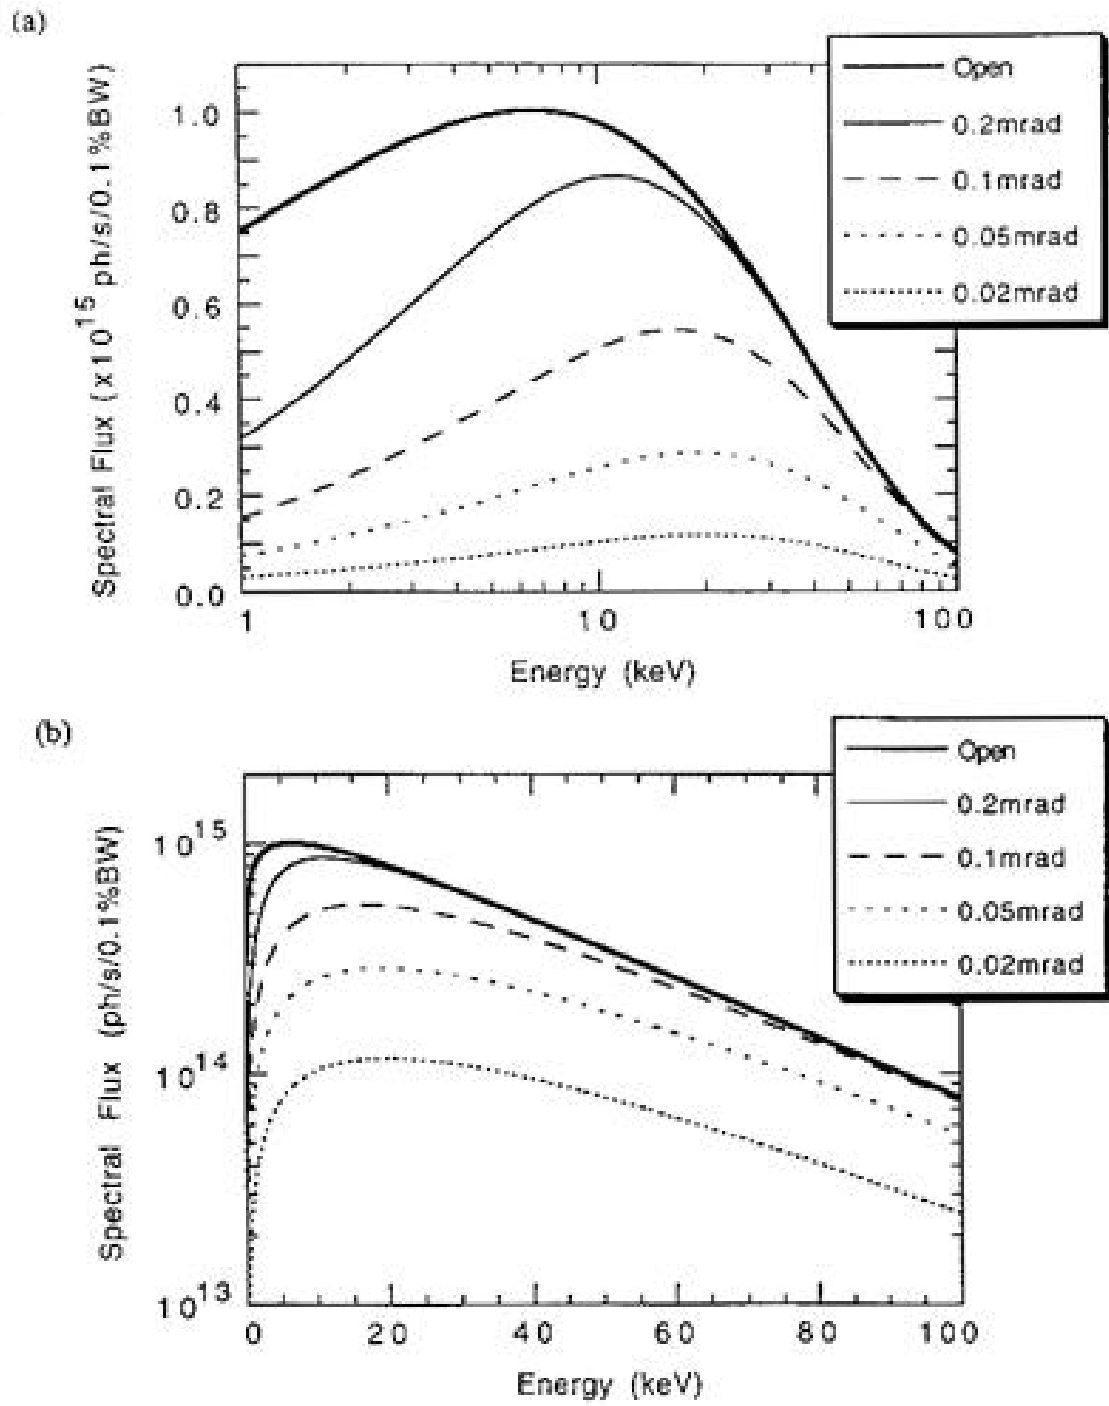 (a)
Open
0.2mrad
0.1mrad
0.05mrad
0.02mrad
Spectral Flux (x10^15 ph/s/0.1%BW)
1.0
0.8
0.6
0.4
0.2
0.0
1 10 100
Energy (keV)
(b)
Open
0.2mrad
0.1mrad
0.05mrad
0.02mrad
Spectral Flux (ph/s/0.1%BW)
10^15
10^14
10^13
0 20 40 60 80 100
Energy (keV)